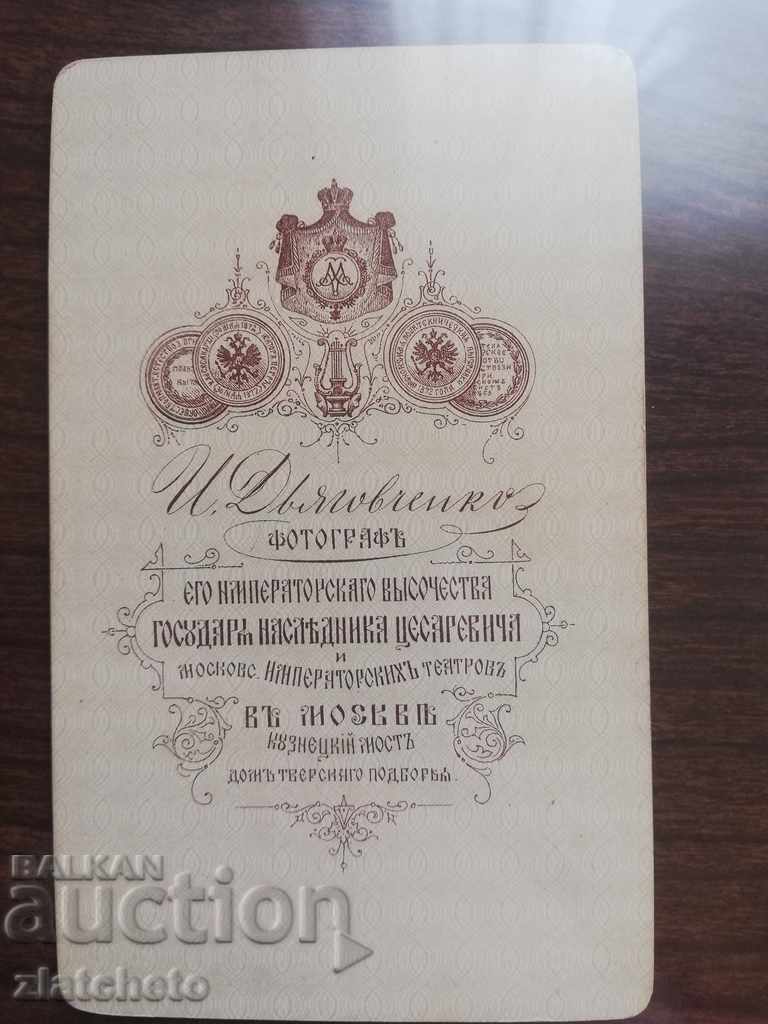 И. Дьяговченко
ФОТОГРАФЪ
ЕГО ИМПЕРАТОРСКАГО ВЫСОЧЕСТВА
ГОСУДАРЯ НАСЛѢДНИКА ЦЕСАРЕВИЧА
И
МОСКОВС. ИМПЕРАТОРСКИХЪ ТЕАТРОВЪ
ВЪ МОСКВѢ
КУЗНЕЦКІЙ МОСТЪ
ДОМЪ ТВЕРСКАГО ПОДВОРЬЯ.
BALKAN
auction
zlatcheto